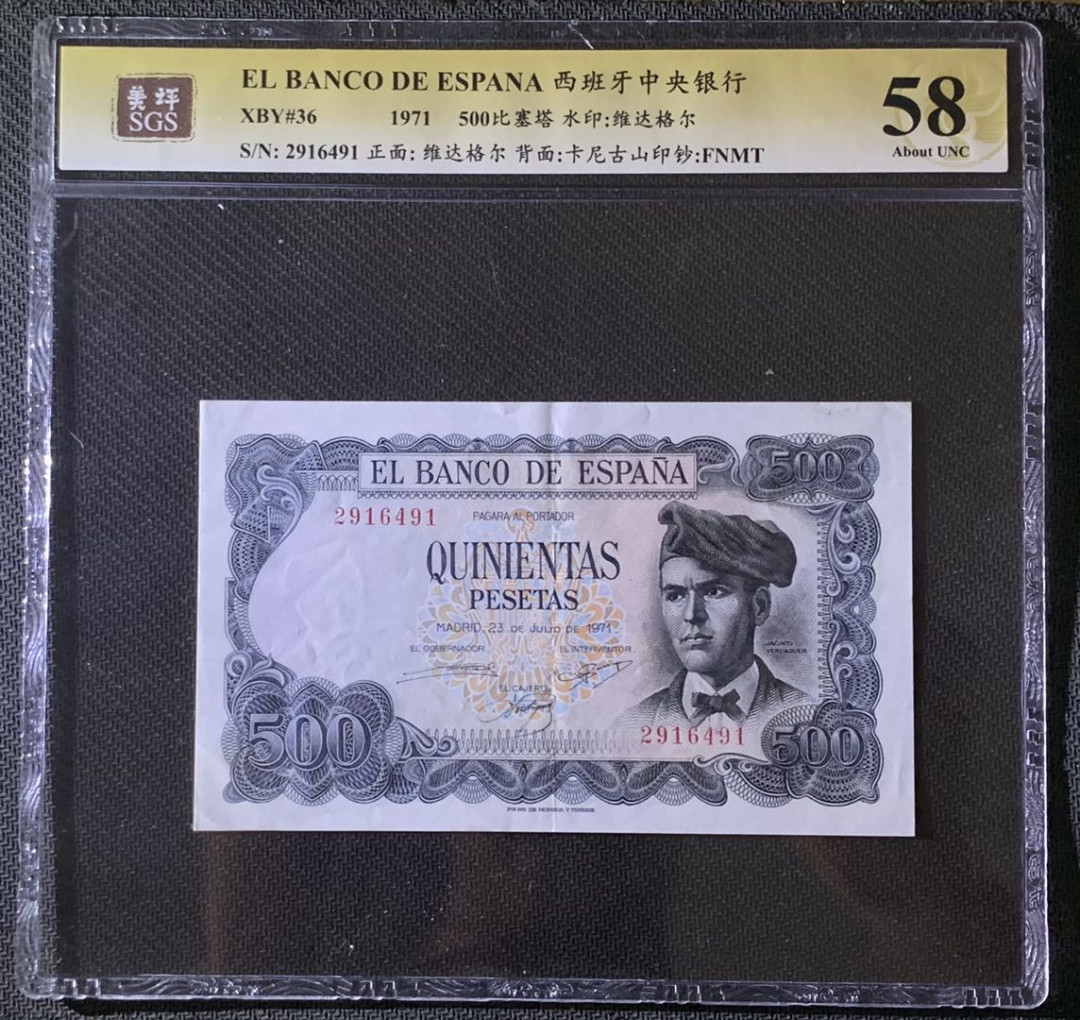 美评
SGS
EL BANCO DE ESPANA 西班牙中央银行
XBY#36 1971 500比塞塔 水印:维达格尔
S/N: 2916491 正面: 维达格尔 背面:卡尼古山印钞:FNMT
58
About UNC
EL BANCO DE ESPAÑA
500
2916491
PAGARA AL PORTADOR
QUINIENTAS
PESETAS
MADRID, 23 DE JULIO DE 1971
EL GOBERNADOR
EL INTERVENTOR
JACINTO
VERDAGUER
EL CAJERO
500
2916491
500